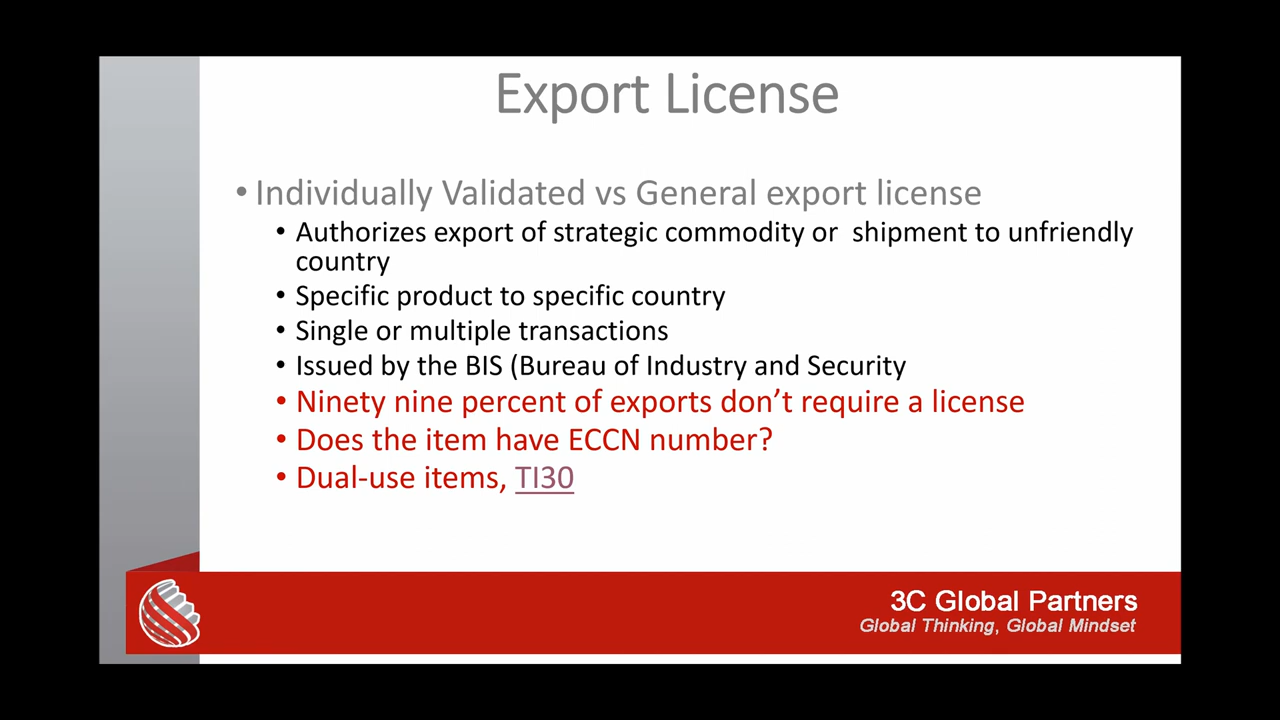 Export License
• Individually Validated vs General export license
• Authorizes export of strategic commodity or  shipment to unfriendly
country
• Specific product to specific country
• Single or multiple transactions
• Issued by the BIS (Bureau of Industry and Security
• Ninety nine percent of exports don’t require a license
• Does the item have ECCN number?
• Dual-use items, TI30
3C Global Partners
Global Thinking, Global Mindset